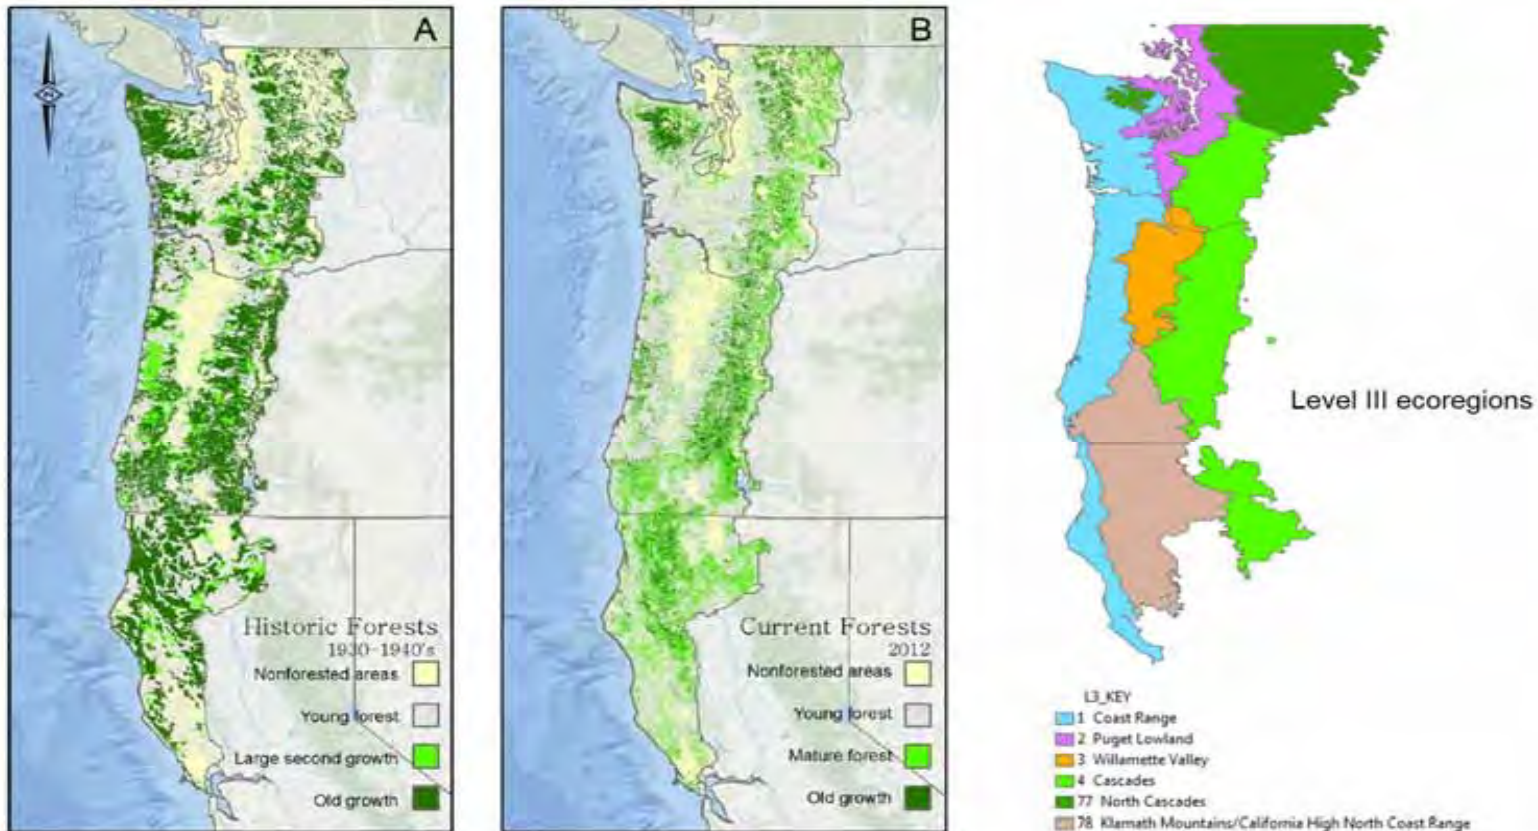 A
Historic Forests
1930-1940's
Nonforested areas
Young forest
Large second growth
Old growth
B
Current Forests
2012
Nonforested areas
Young forest
Mature forest
Old growth
Level III ecoregions
L3_KEY
1 Coast Range
2 Puget Lowland
3 Willamette Valley
4 Cascades
77 North Cascades
78 Klamath Mountains/California High North Coast Range